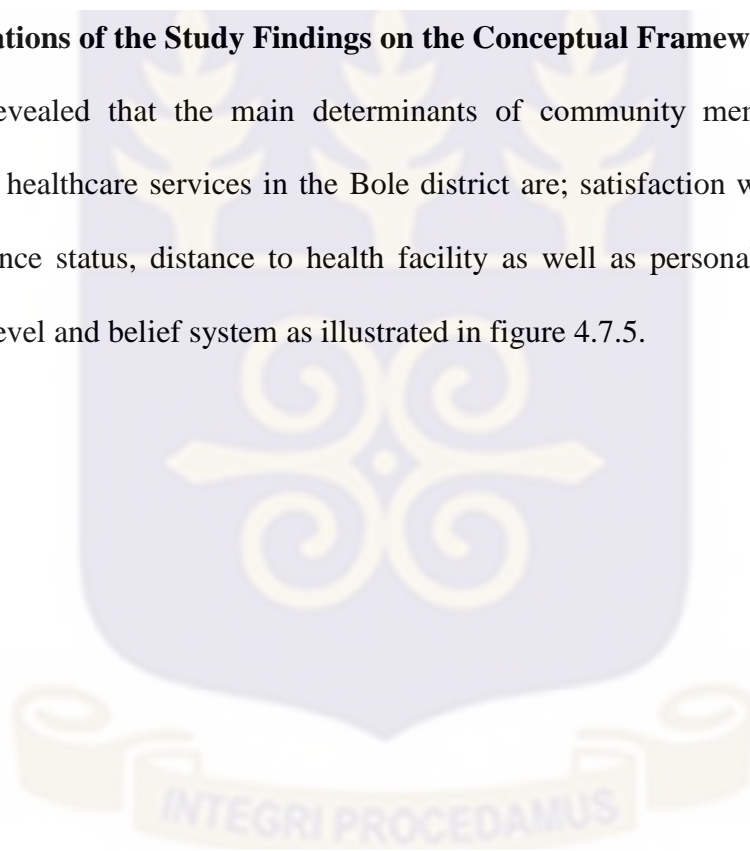 ations of the Study Findings on the Conceptual Framew
evealed that the main determinants of community mem
healthcare services in the Bole district are; satisfaction w
nce status, distance to health facility as well as persona
evel and belief system as illustrated in figure 4.7.5.
INTEGRI PROCEDAMUS